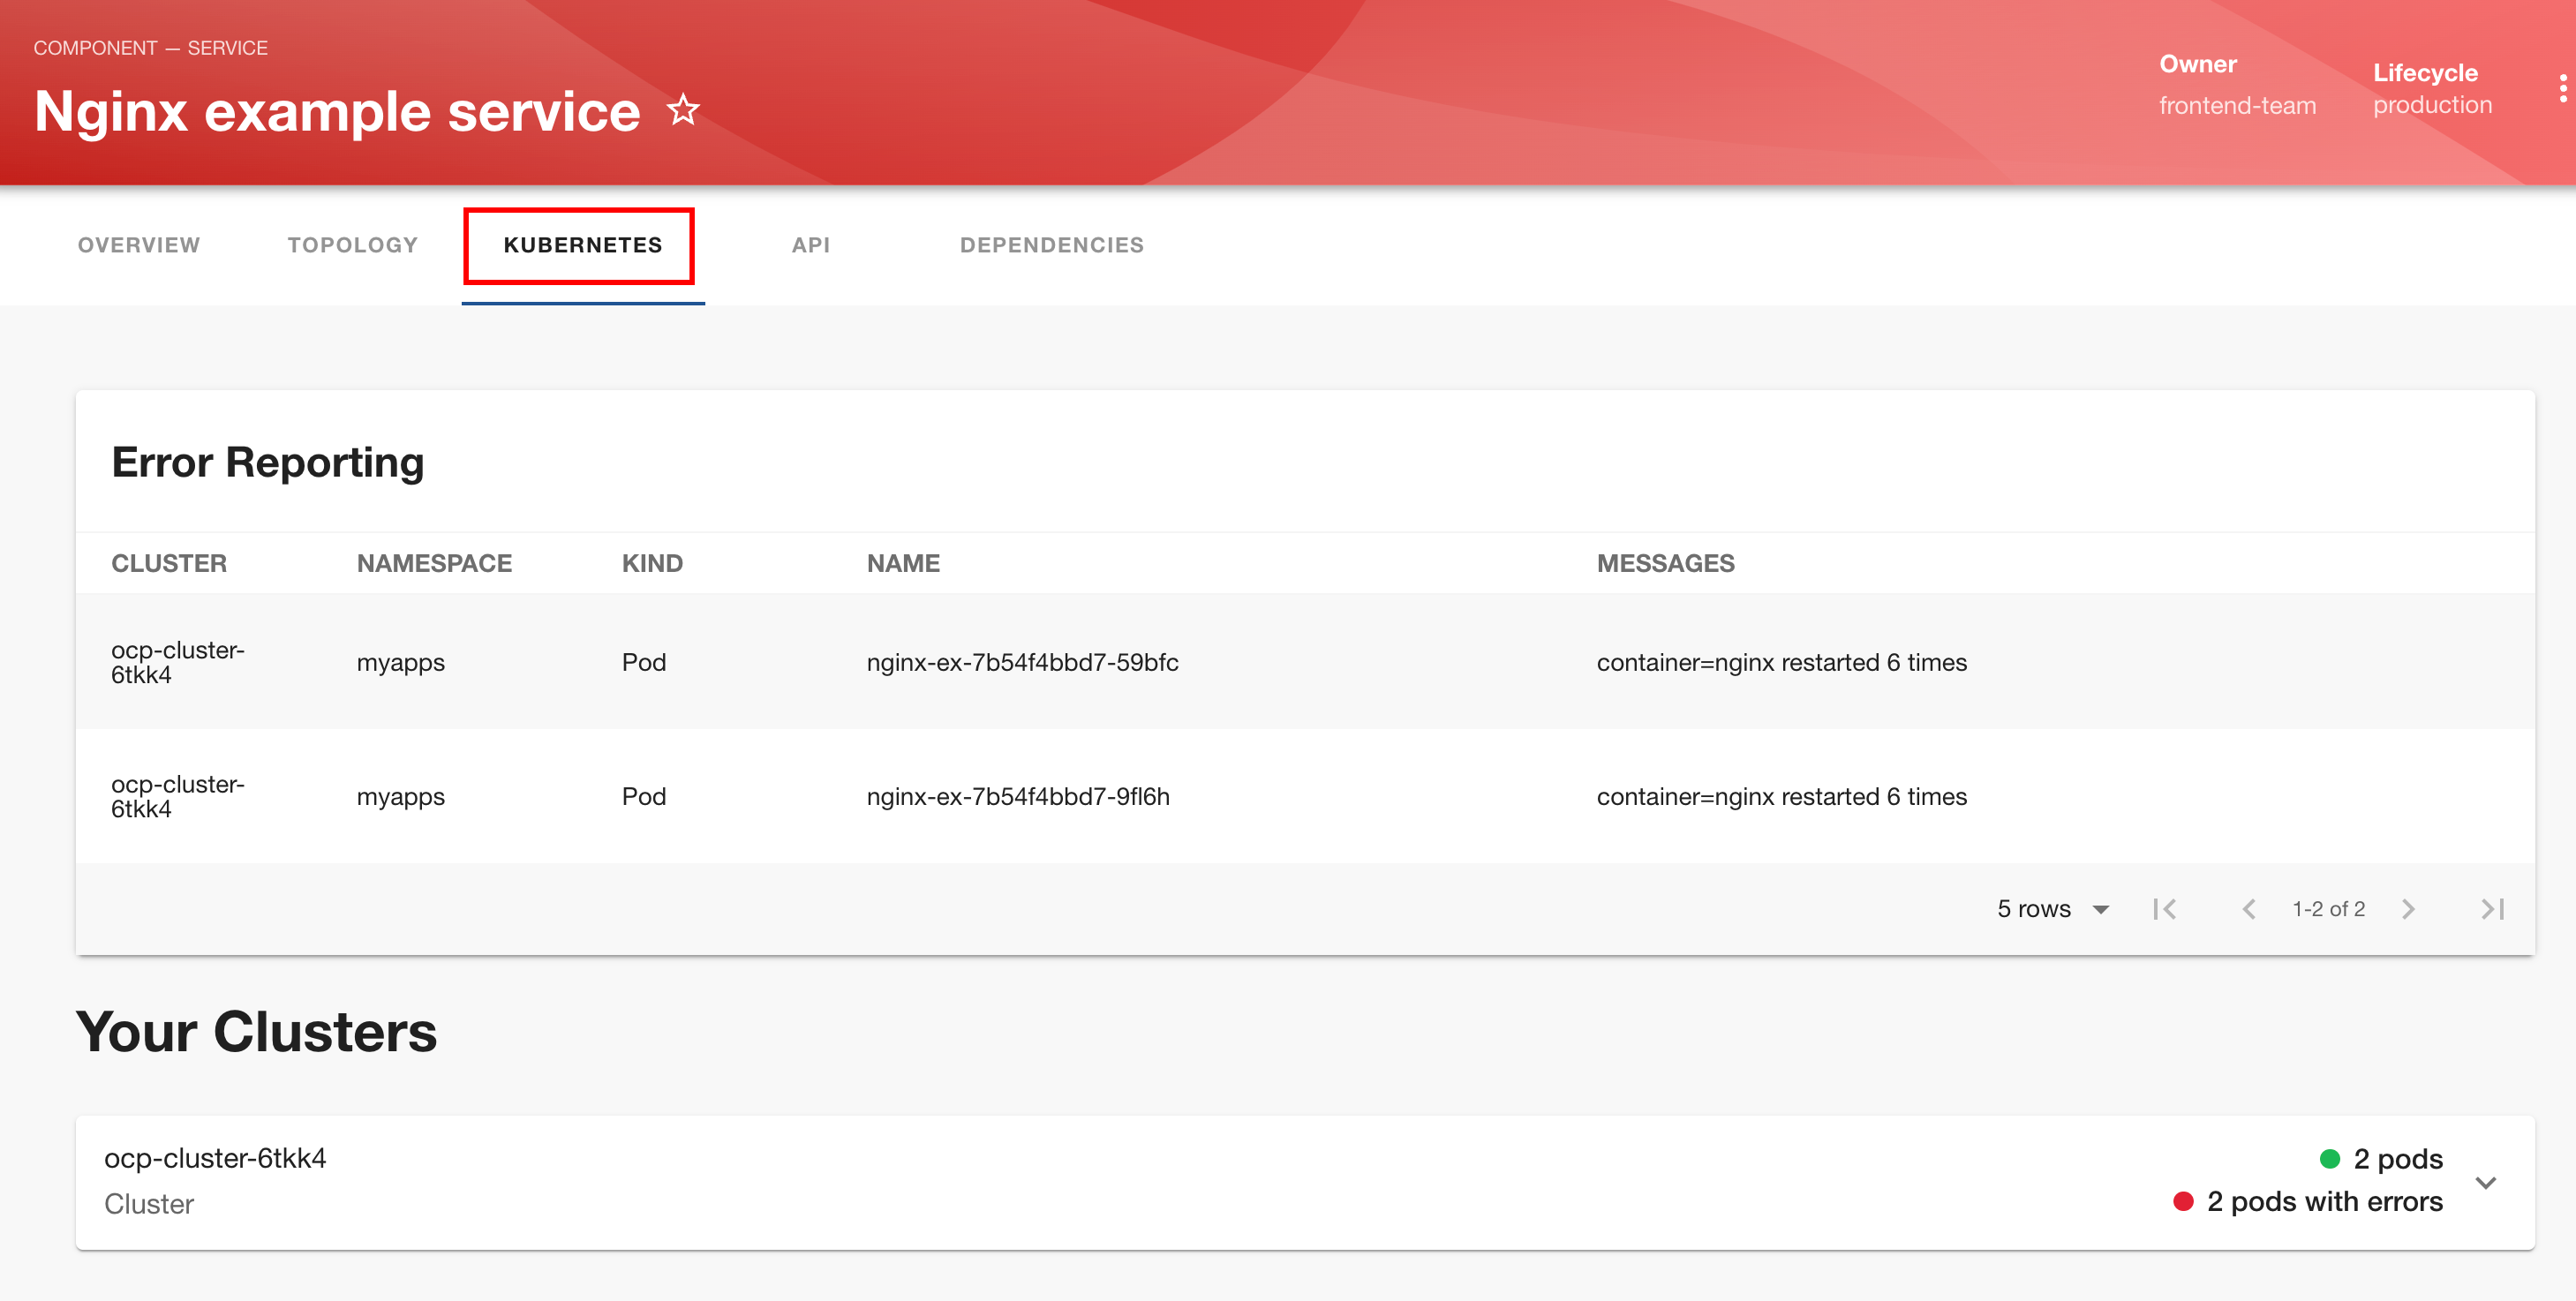 COMPONENT — SERVICE
Nginx example service
Owner
frontend-team
Lifecycle
production
OVERVIEW TOPOLOGY KUBERNETES API DEPENDENCIES
Error Reporting
CLUSTER NAMESPACE KIND NAME MESSAGES
ocp-cluster-
6tkk4 myapps Pod nginx-ex-7b54f4bbd7-59bfc container=nginx restarted 6 times
ocp-cluster-
6tkk4 myapps Pod nginx-ex-7b54f4bbd7-9fl6h container=nginx restarted 6 times
5 rows 1-2 of 2
Your Clusters
ocp-cluster-6tkk4
Cluster
2 pods
2 pods with errors